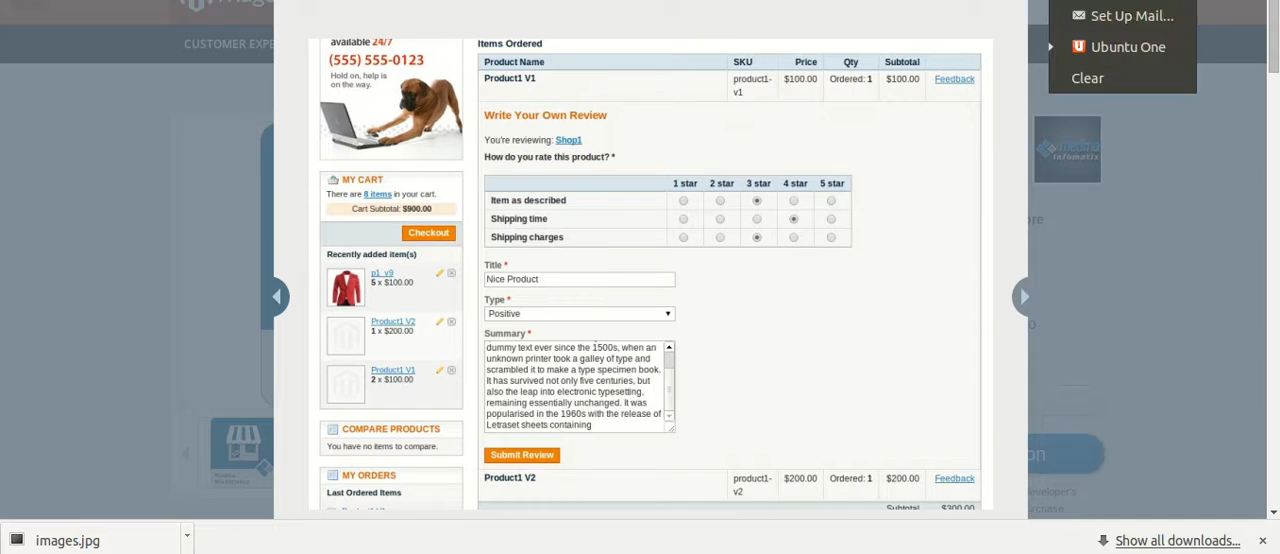 Set Up Mail...
Ubuntu One
Clear
CUSTOMER EXPE
available 24/7
(555) 555-0123
Hold on, help is
on the way.
MY CART
There are 8 items in your cart.
Cart Subtotal: $900.00
Checkout
Recently added item(s)
p1_v9
5 x $100.00
Product1 V2
1 x $200.00
Product1 V1
2 x $100.00
COMPARE PRODUCTS
You have no items to compare.
MY ORDERS
Last Ordered Items
Items Ordered
Product Name SKU Price Qty Subtotal
Product1 V1 product1-v1 $100.00 Ordered: 1 $100.00 Feedback
Write Your Own Review
You're reviewing: Shop1
How do you rate this product? *
1 star 2 star 3 star 4 star 5 star
Item as described
Shipping time
Shipping charges
Title *
Nice Product
Type *
Positive
Summary *
dummy text ever since the 1500s, when an
unknown printer took a galley of type and
scrambled it to make a type specimen book.
It has survived not only five centuries, but
also the leap into electronic typesetting,
remaining essentially unchanged. It was
popularised in the 1960s with the release of
Letraset sheets containing
Submit Review
Product1 V2 product1-v2 $200.00 Ordered: 1 $200.00 Feedback
Subtotal $300.00
medma
infomatix
on
eveloper's
rchase
images.jpg
Show all downloads...